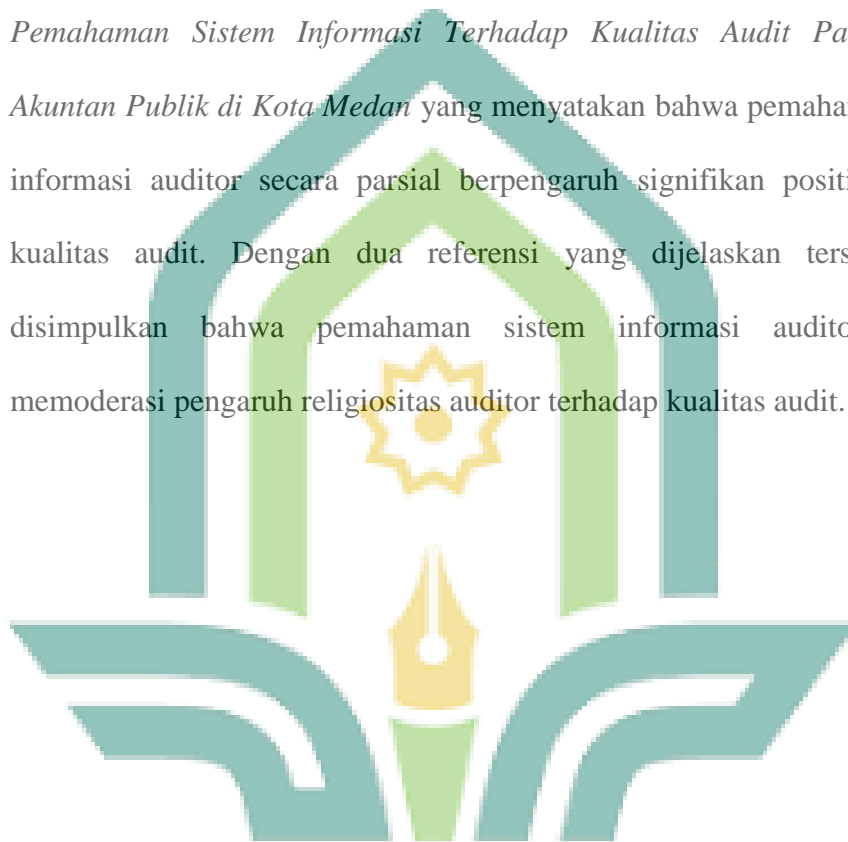 Pemahaman Sistem Informasi Terhadap Kualitas Audit Pa
Akuntan Publik di Kota Medan yang menyatakan bahwa pemaha
informasi auditor secara parsial berpengaruh signifikan positi
kualitas audit. Dengan dua referensi yang dijelaskan ters
disimpulkan bahwa pemahaman sistem informasi audito
memoderasi pengaruh religiositas auditor terhadap kualitas audit.